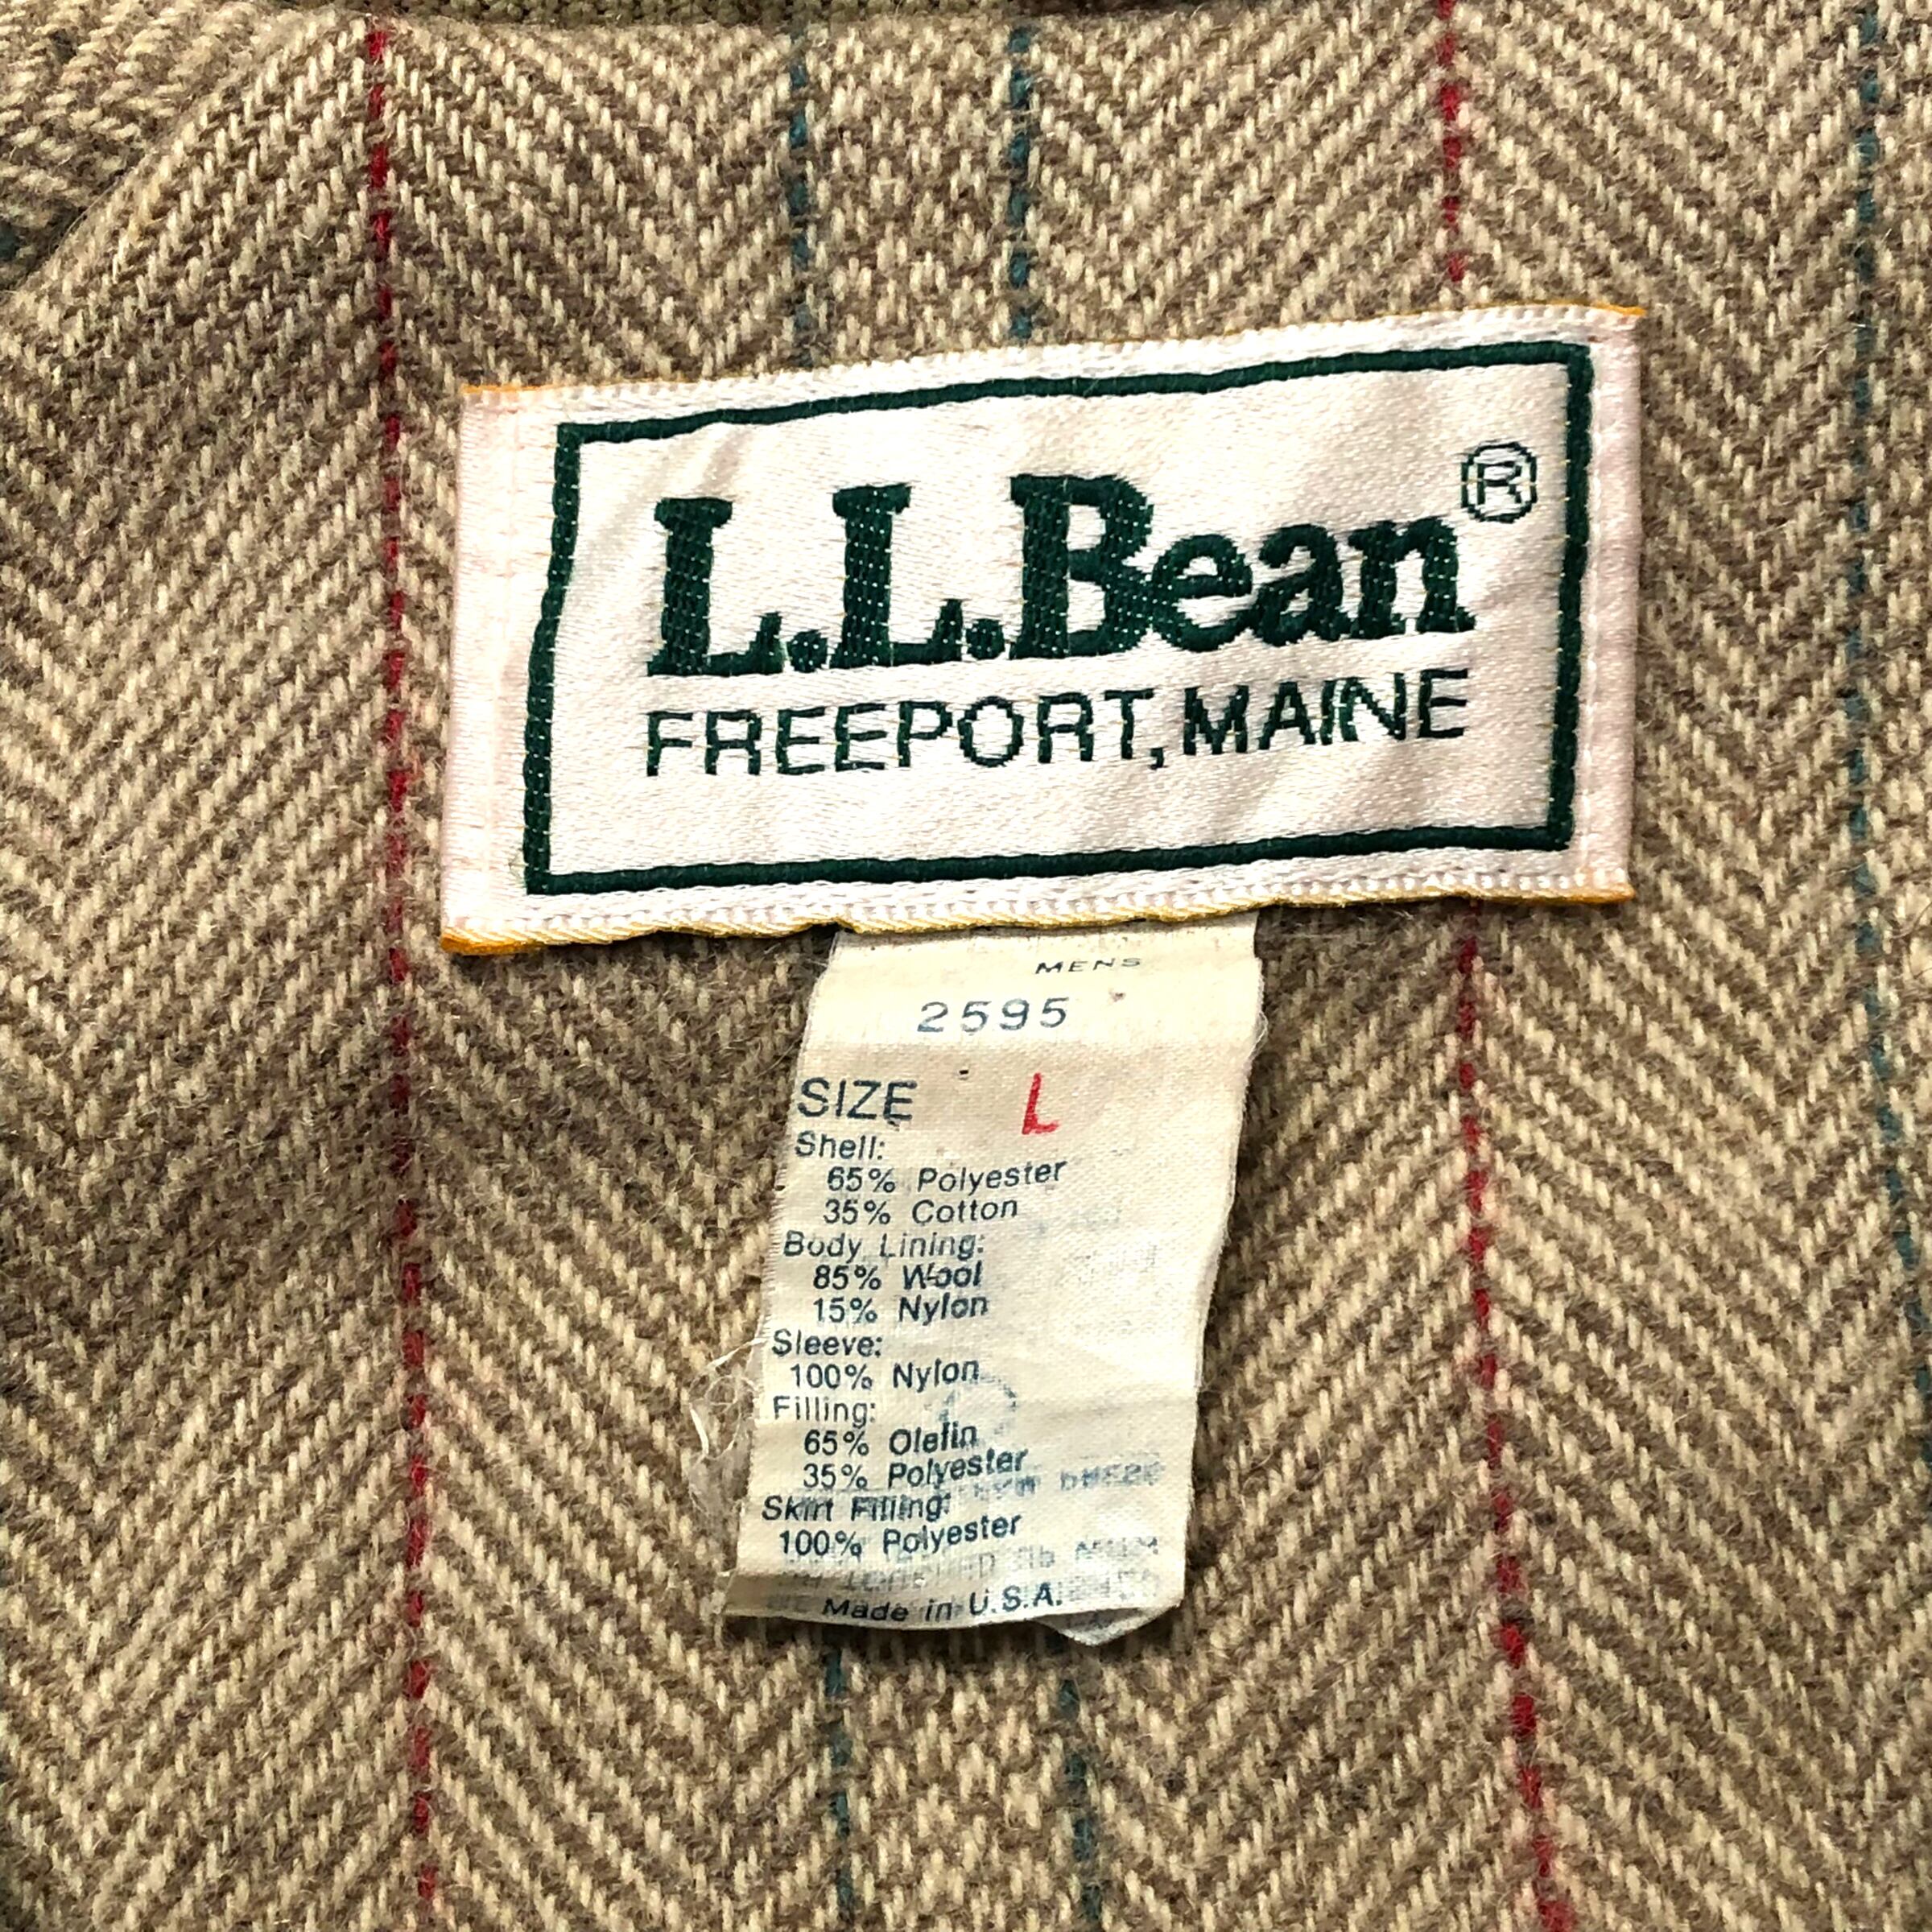 L.L.Bean®
FREEPORT, MAINE
MENS
2595
SIZE L
Shell:
65% Polyester
35% Cotton
Body Lining:
85% Wool
15% Nylon
Sleeve:
100% Nylon
Filling:
65% Olefin
35% Polyester
Skirt Filling:
100% Polyester
Made in U.S.A.